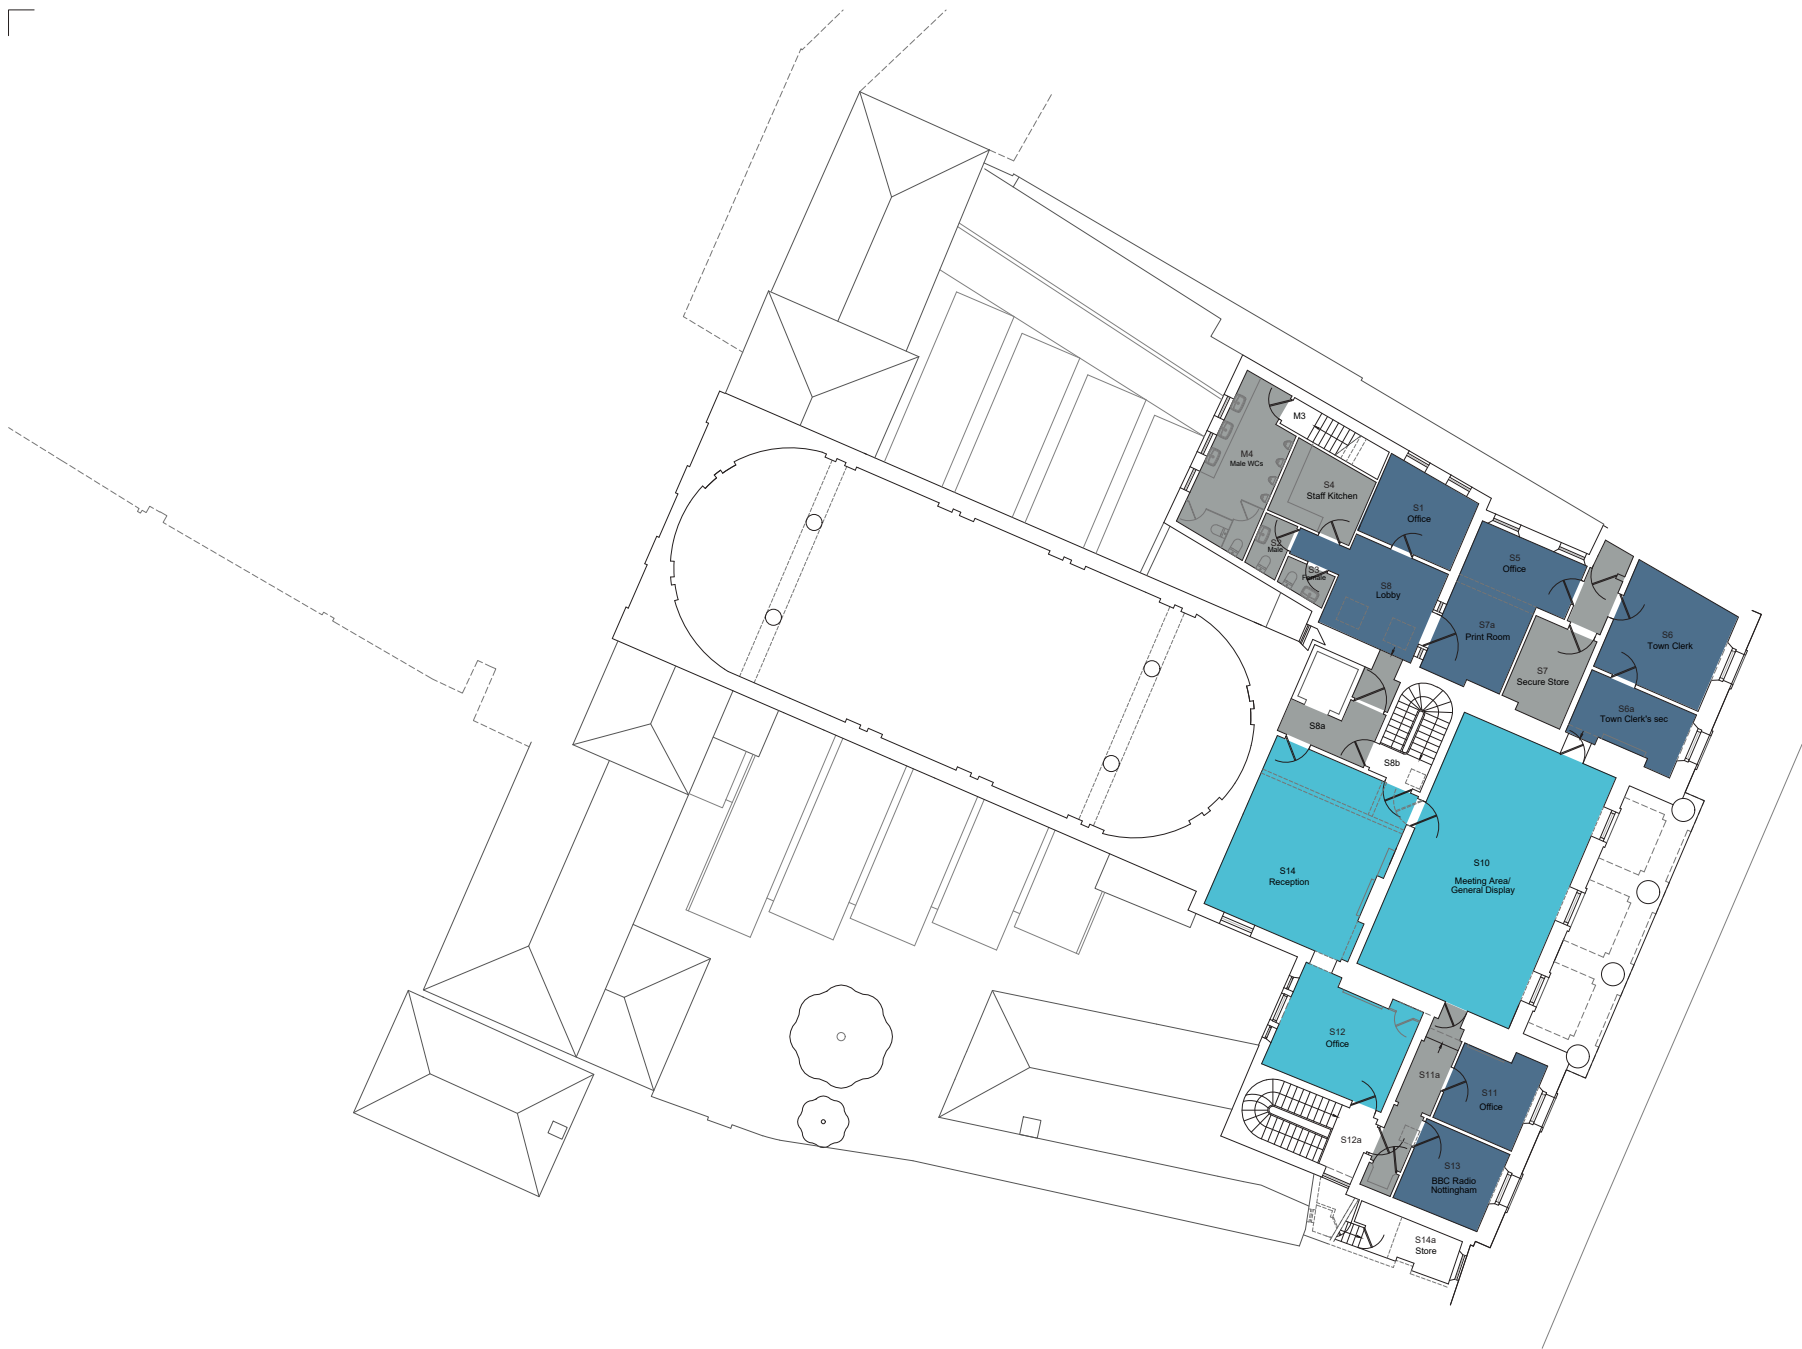 M3
M4
Male WCs
S4
Staff Kitchen
S1
Office
S2
Male
S3
Female
S8
Lobby
S5
Office
S7a
Print Room
S6
Town Clerk
S7
Secure Store
S6a
Town Clerk's sec
S8a
S8b
S14
Reception
S10
Meeting Area/
General Display
S12
Office
S11a
S11
Office
S12a
S13
BBC Radio
Nottingham
S14a
Store